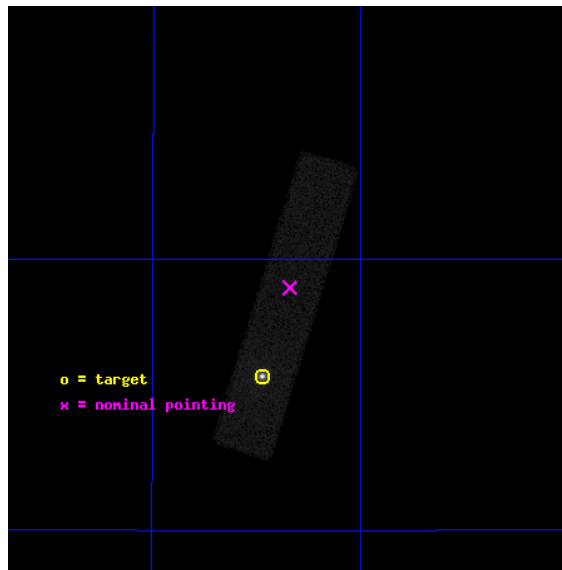 o = target
x = nominal pointing